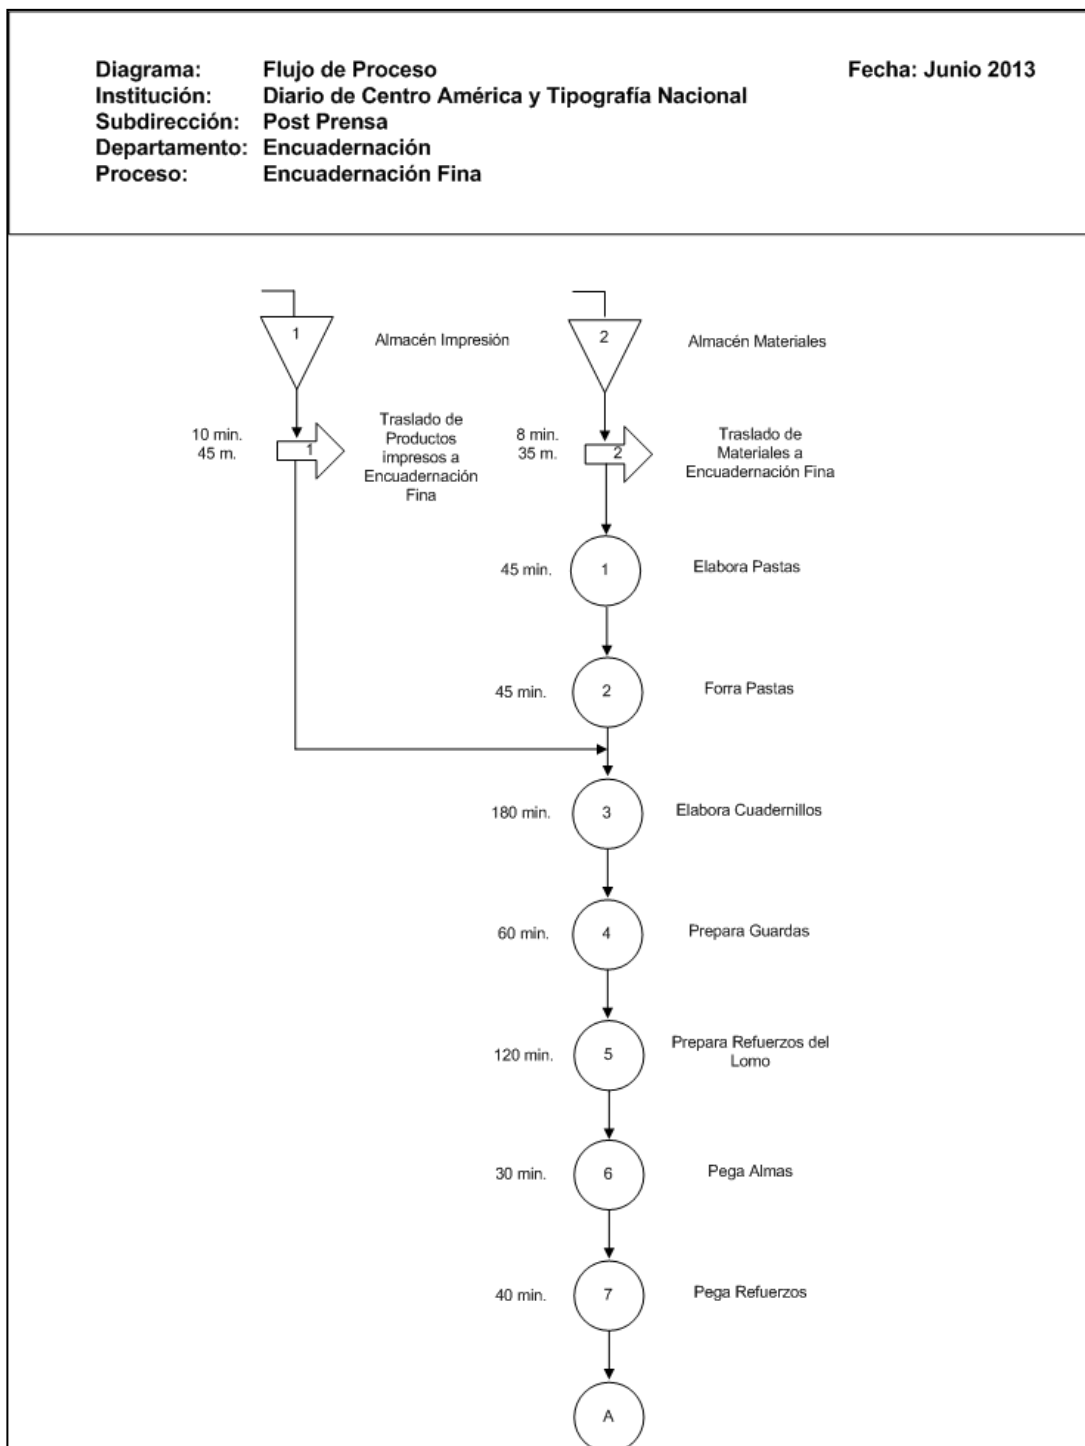 Diagrama: Flujo de Proceso Fecha: Junio 2013
Institución: Diario de Centro América y Tipografía Nacional
Subdirección: Post Prensa
Departamento: Encuadernación
Proceso: Encuadernación Fina
1
Almacén Impresión
2
Almacén Materiales
10 min.
45 m.
1
Traslado de
Productos
impresos a
Encuadernación
Fina
8 min.
35 m.
2
Traslado de
Materiales a
Encuadernación Fina
45 min.
1
Elabora Pastas
45 min.
2
Forra Pastas
180 min.
3
Elabora Cuadernillos
60 min.
4
Prepara Guardas
120 min.
5
Prepara Refuerzos del
Lomo
30 min.
6
Pega Almas
40 min.
7
Pega Refuerzos
A